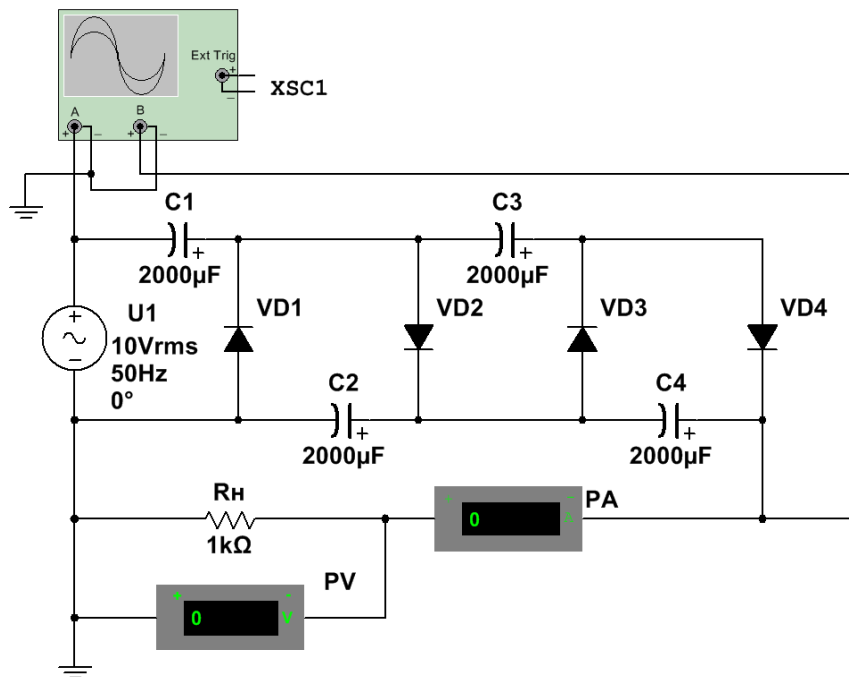 Ext Trig
+
−
XSC1
A
B
+
−
+
−
C1
+
2000µF
C3
+
2000µF
U1
+
−
10Vrms
50Hz
0°
VD1
VD2
VD3
VD4
C2
+
2000µF
C4
+
2000µF
Rн
1kΩ
+
0
−
A
PA
PV
+
0
-
V